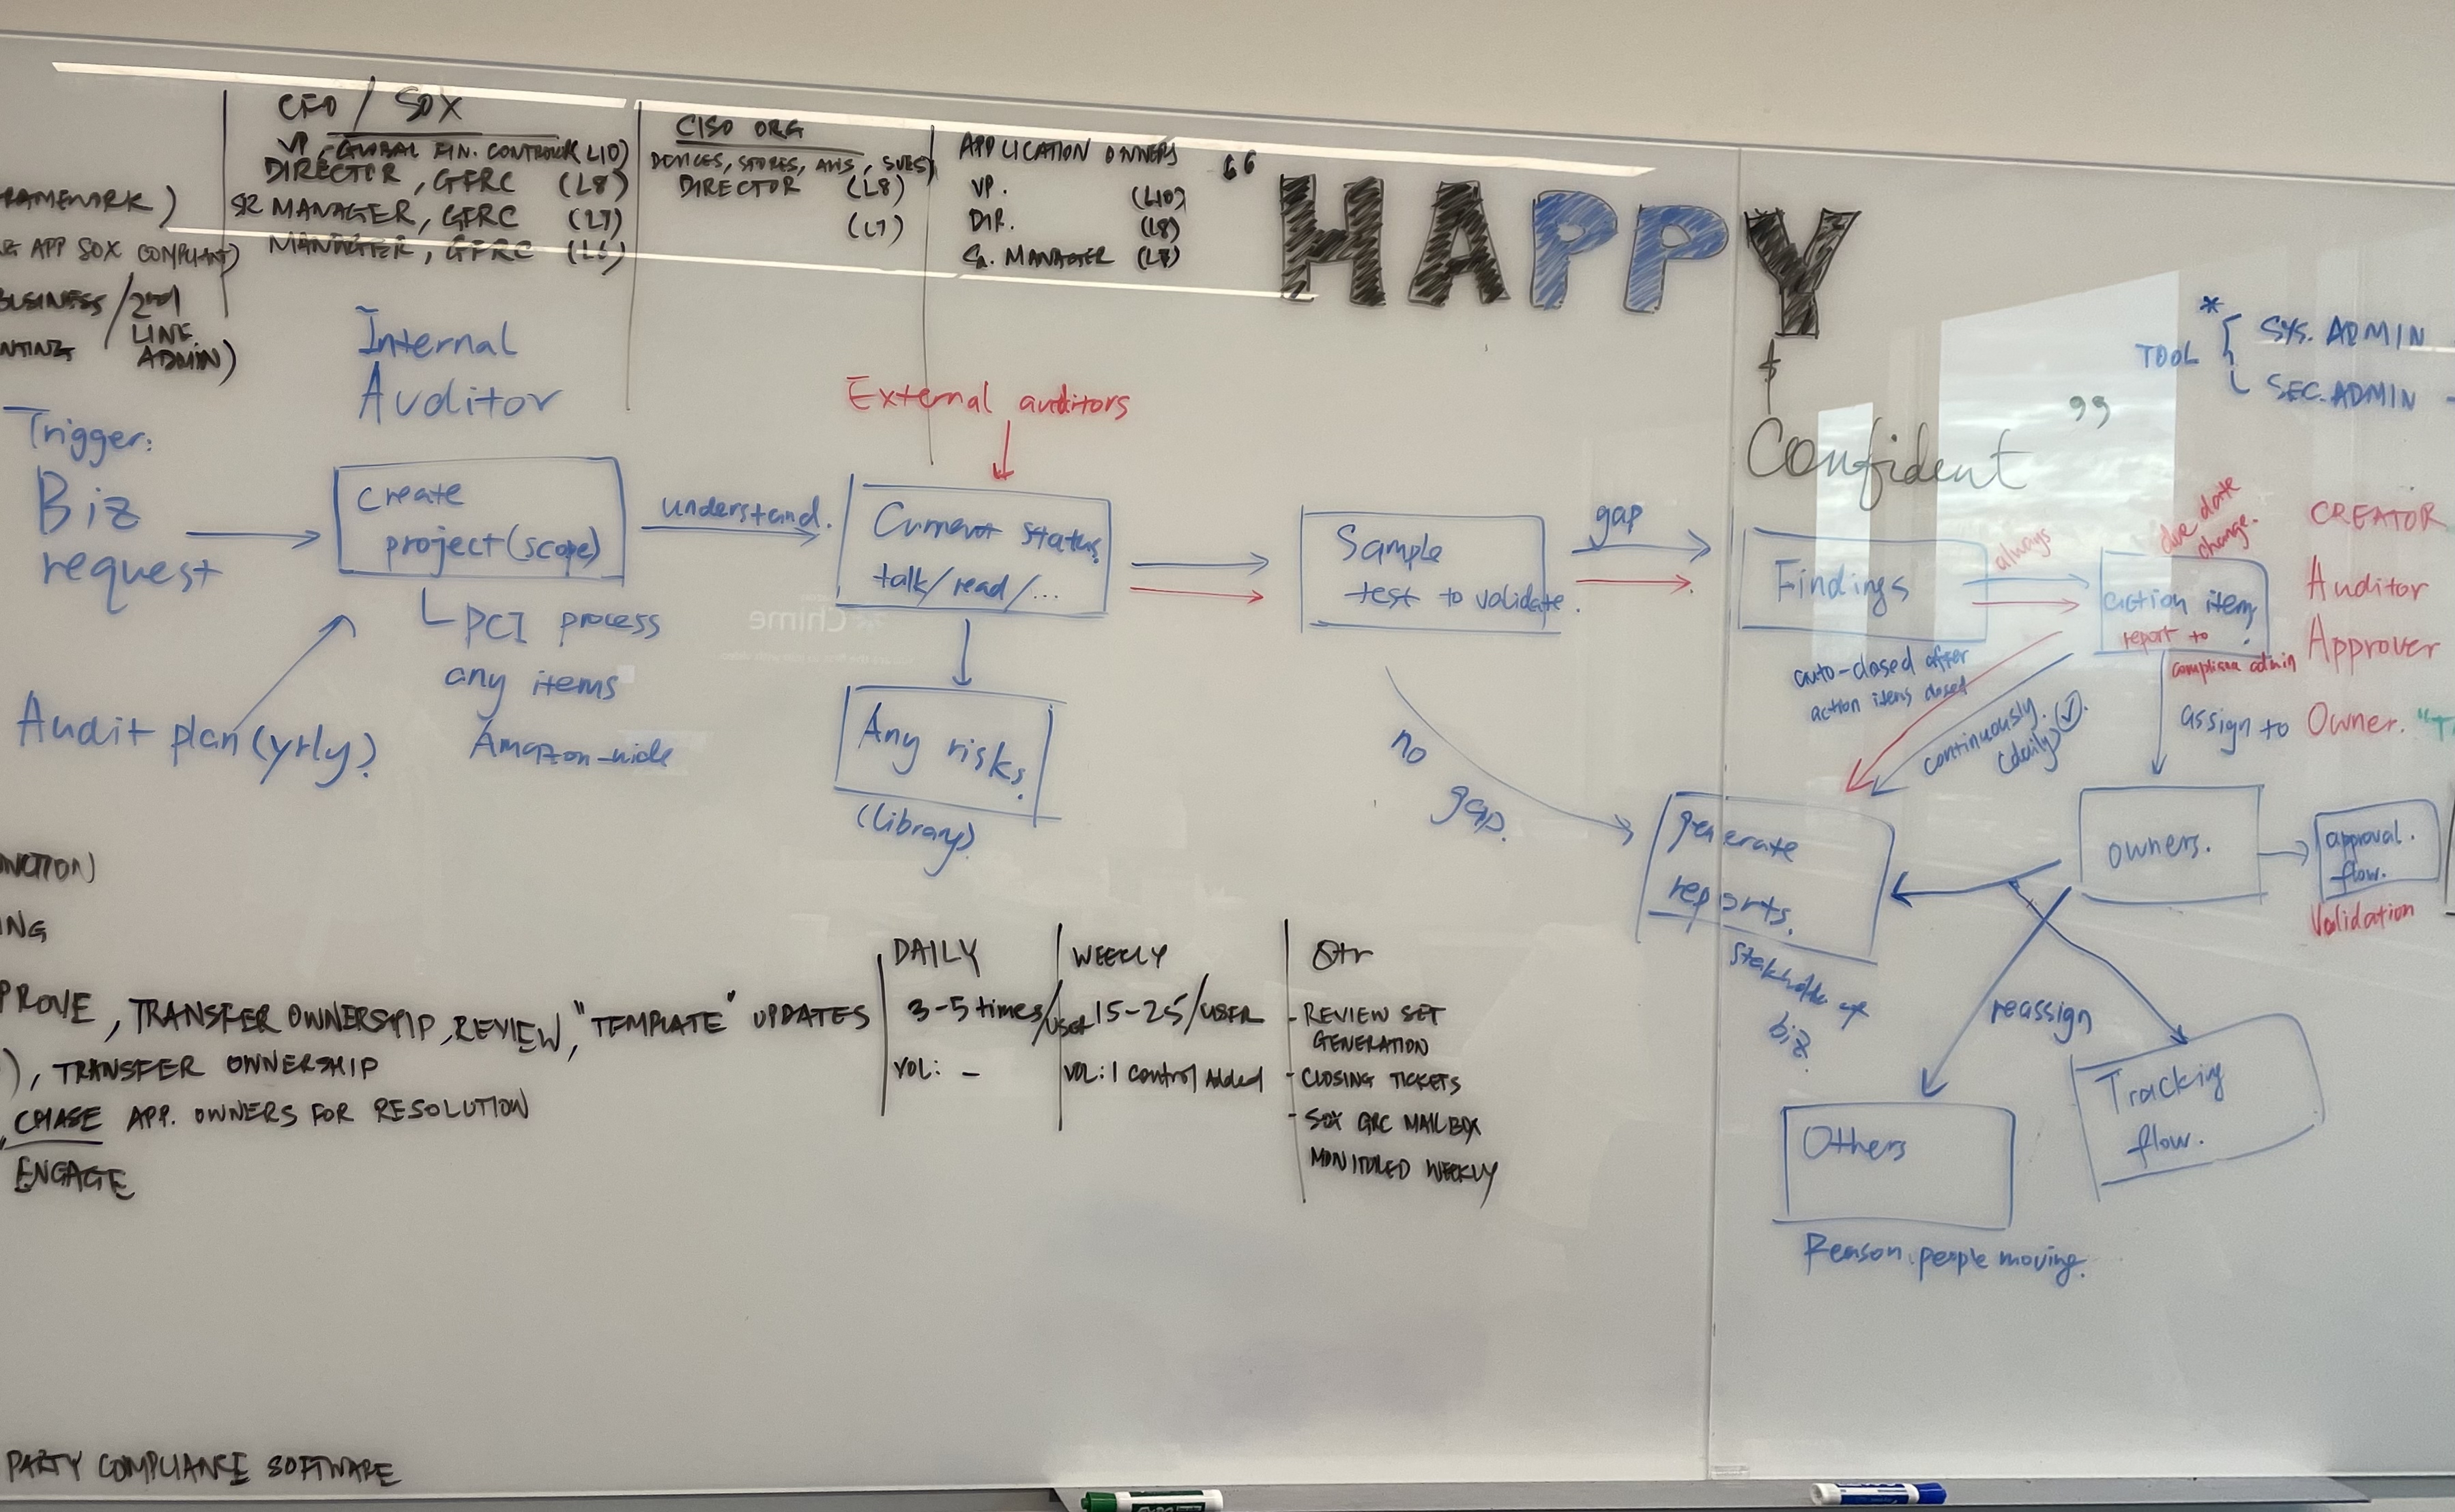 CFO / SOX
VP, GLOBAL FIN. CONTROLLER (L10)
DIRECTOR, GFRC (L8)
SR MANAGER, GFRC (L7)
MANAGER, GFRC (L6)
CISO ORG
DEVICES, STORES, AWS, SUBS)
DIRECTOR (L8)
(L7)
APPLICATION OWNERS
VP. (L10)
DIR. (L8)
Sr. MANAGER (L7)
RAMEWORK)
APP SOX COMPLIANT)
BUSINESS / 2nd
LINE
NTING
ADMIN)
“ HAPPY
&
Confident ”
*
TOOL { SYS. ADMIN
SEC. ADMIN
Internal
Auditor
External auditors
Trigger:
Biz
request
create
project (scope)
understand.
Current status
talk/read/...
Sample
test to validate.
gap
Findings
always
due date
change.
action items
report to
compliance admin
CREATOR
Auditor
Approver
PCI process
any items
Amazon-wide
Chime
Audit plan (yrly)
Any risks.
(library)
no
gap.
auto-closed after
action items closed
continuously.
(daily)
assign to Owner. "T
generate
reports.
stakeholder of
biz
owners.
approval.
flow.
Validation
reassign
Others
Reason. people moving.
Tracking
flow.
NCTION)
ING
PROVE, TRANSFER OWNERSHIP, REVIEW, "TEMPLATE" UPDATES
), TRANSFER OWNERSHIP
CHASE APP. OWNERS FOR RESOLUTION
ENGAGE
DAILY
3-5 times/user
VOL: -
WEEKLY
15-25/USER
VOL: 1 control Added
Qtr
- REVIEW SET
GENERATION
- CLOSING TICKETS
- SOX GRC MAILBOX
MONITORED WEEKLY
PARTY COMPLIANCE SOFTWARE